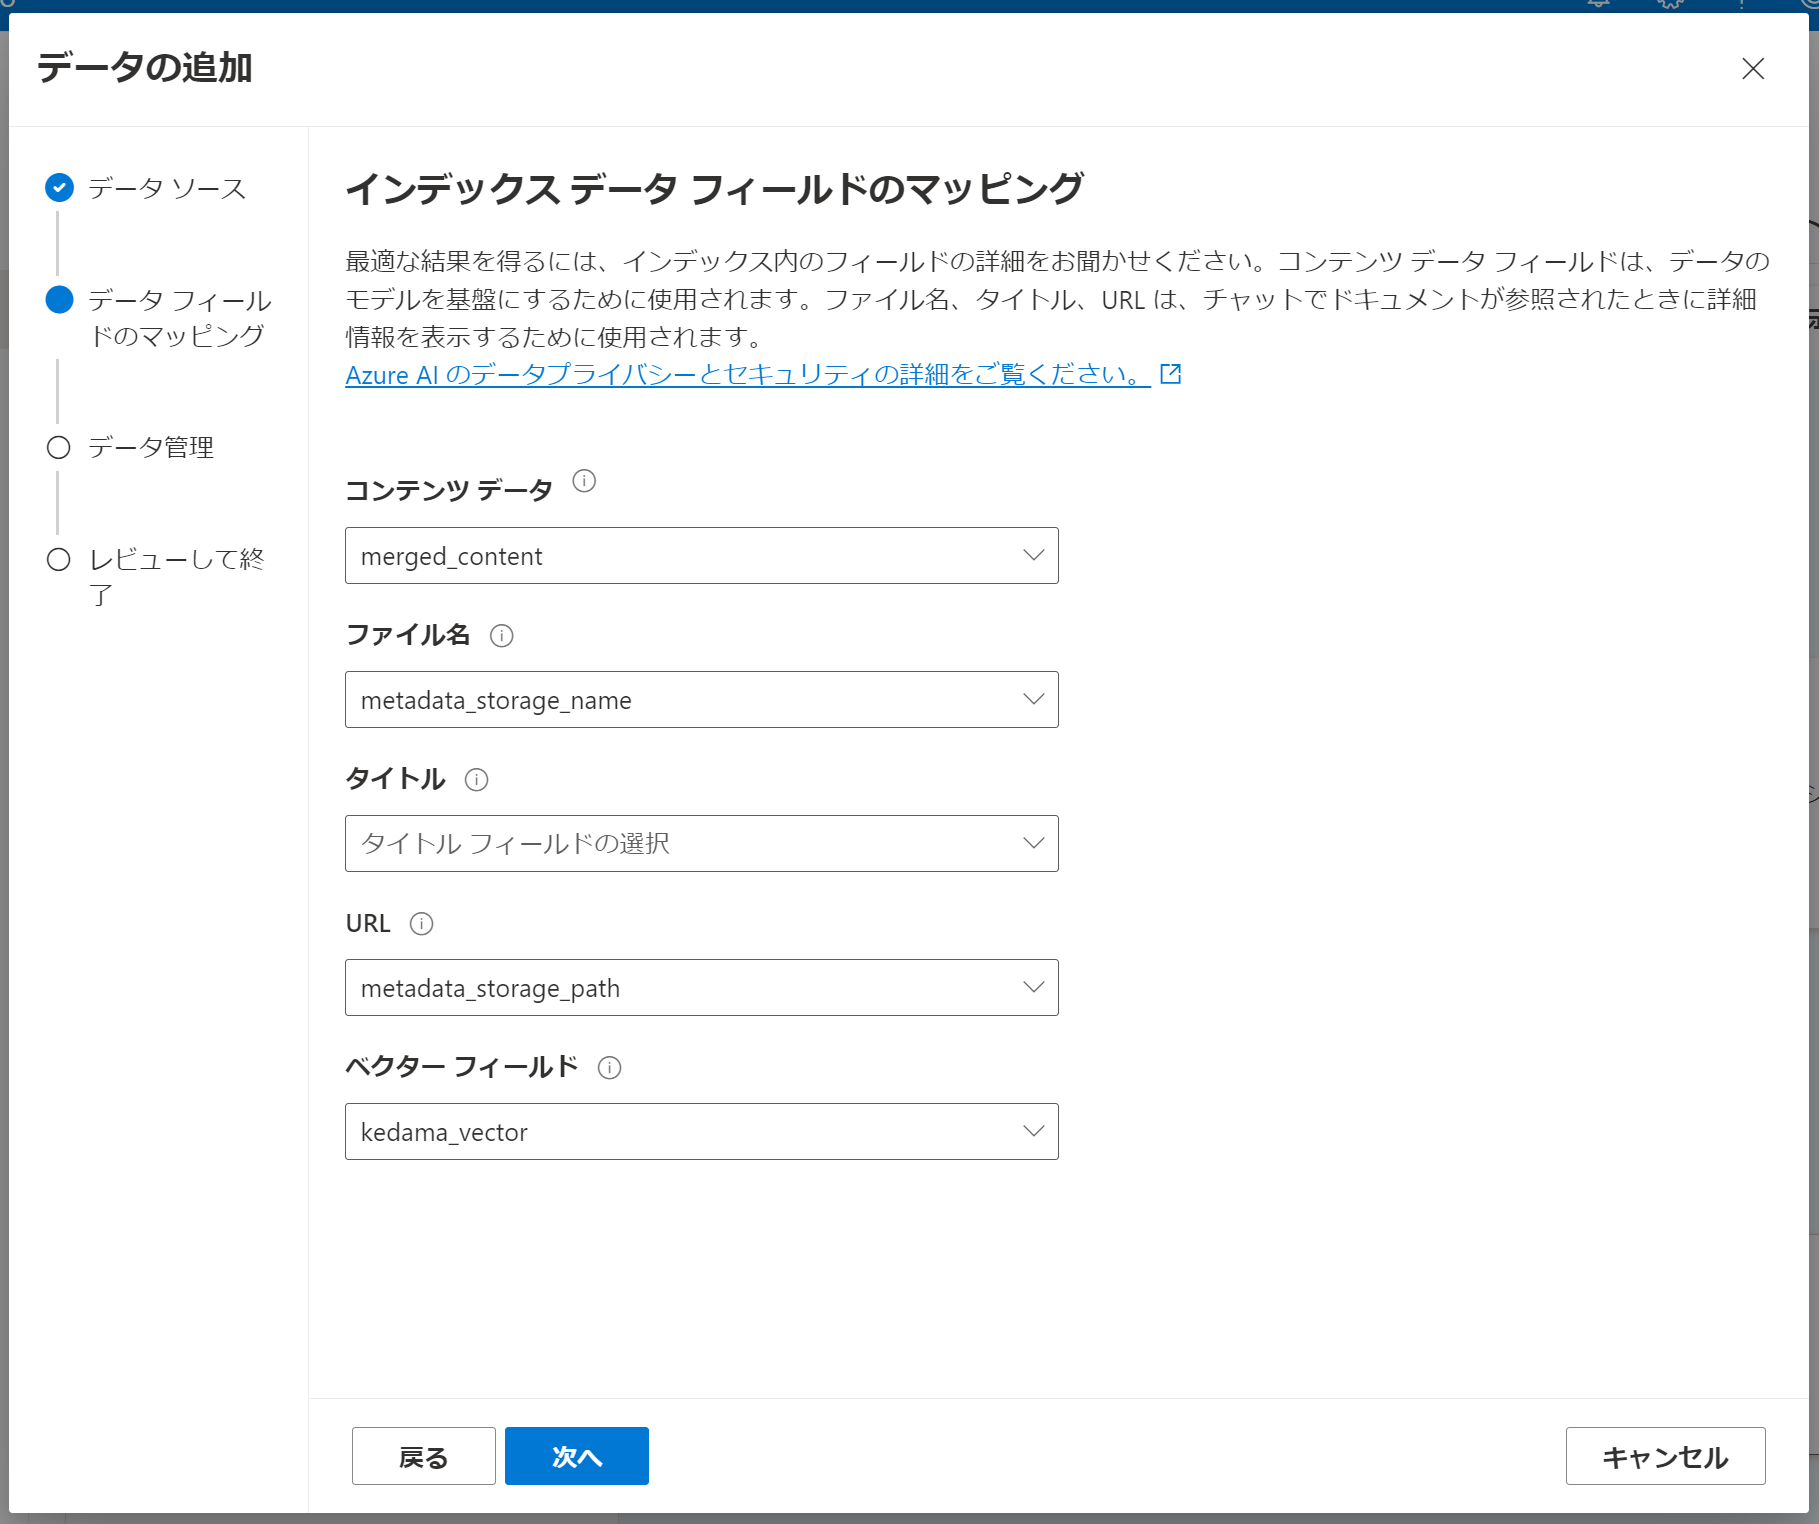 データの追加
データ ソース
データ フィール
ドのマッピング
データ管理
レビューして終
了
インデックス データ フィールドのマッピング
最適な結果を得るには、インデックス内のフィールドの詳細をお聞かせください。コンテンツ データ フィールドは、データの
モデルを基盤にするために使用されます。ファイル名、タイトル、URL は、チャットでドキュメントが参照されたときに詳細
情報を表示するために使用されます。
Azure AI のデータプライバシーとセキュリティの詳細をご覧ください。
コンテンツ データ
merged_content
ファイル名
metadata_storage_name
タイトル
タイトル フィールドの選択
URL
metadata_storage_path
ベクター フィールド
kedama_vector
戻る
次へ
キャンセル